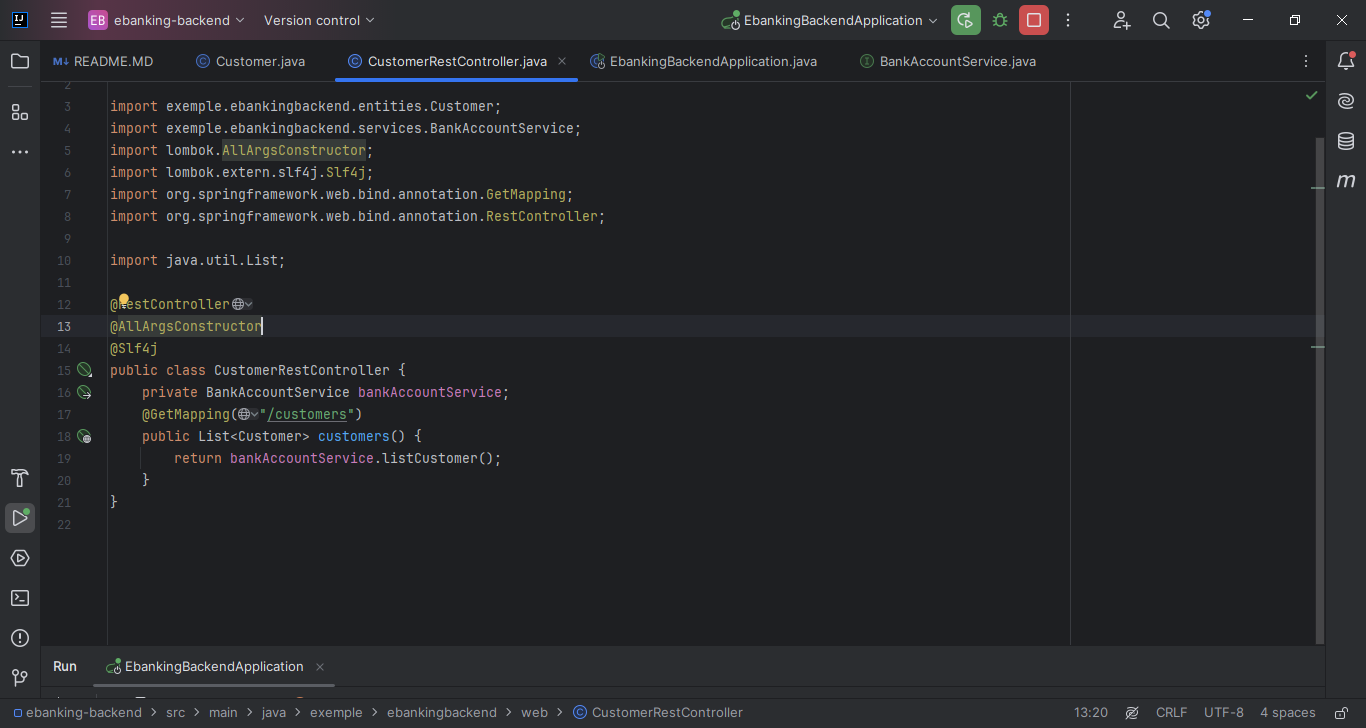 EB ebanking-backend Version control EbankingBackendApplication
M↓ README.MD Customer.java CustomerRestController.java EbankingBackendApplication.java BankAccountService.java
2
3 import exemple.ebankingbackend.entities.Customer;
4 import exemple.ebankingbackend.services.BankAccountService;
5 import lombok.AllArgsConstructor;
6 import lombok.extern.slf4j.Slf4j;
7 import org.springframework.web.bind.annotation.GetMapping;
8 import org.springframework.web.bind.annotation.RestController;
9
10 import java.util.List;
11
12 @RestController
13 @AllArgsConstructor
14 @Slf4j
15 public class CustomerRestController {
16 private BankAccountService bankAccountService;
17 @GetMapping("/customers")
18 public List<Customer> customers() {
19 return bankAccountService.listCustomer();
20 }
21 }
22
Run EbankingBackendApplication
ebanking-backend > src > main > java > exemple > ebankingbackend > web > CustomerRestController 13:20 CRLF UTF-8 4 spaces